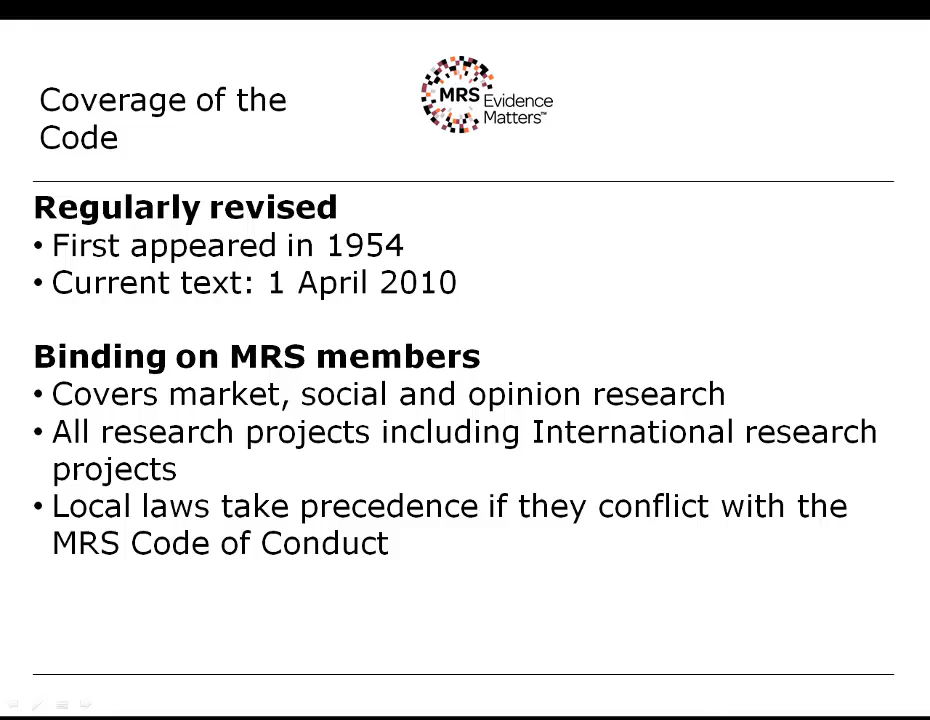 Coverage of the
Code
MRS Evidence
Matters™
Regularly revised
• First appeared in 1954
• Current text: 1 April 2010
Binding on MRS members
• Covers market, social and opinion research
• All research projects including International research
projects
• Local laws take precedence if they conflict with the
MRS Code of Conduct